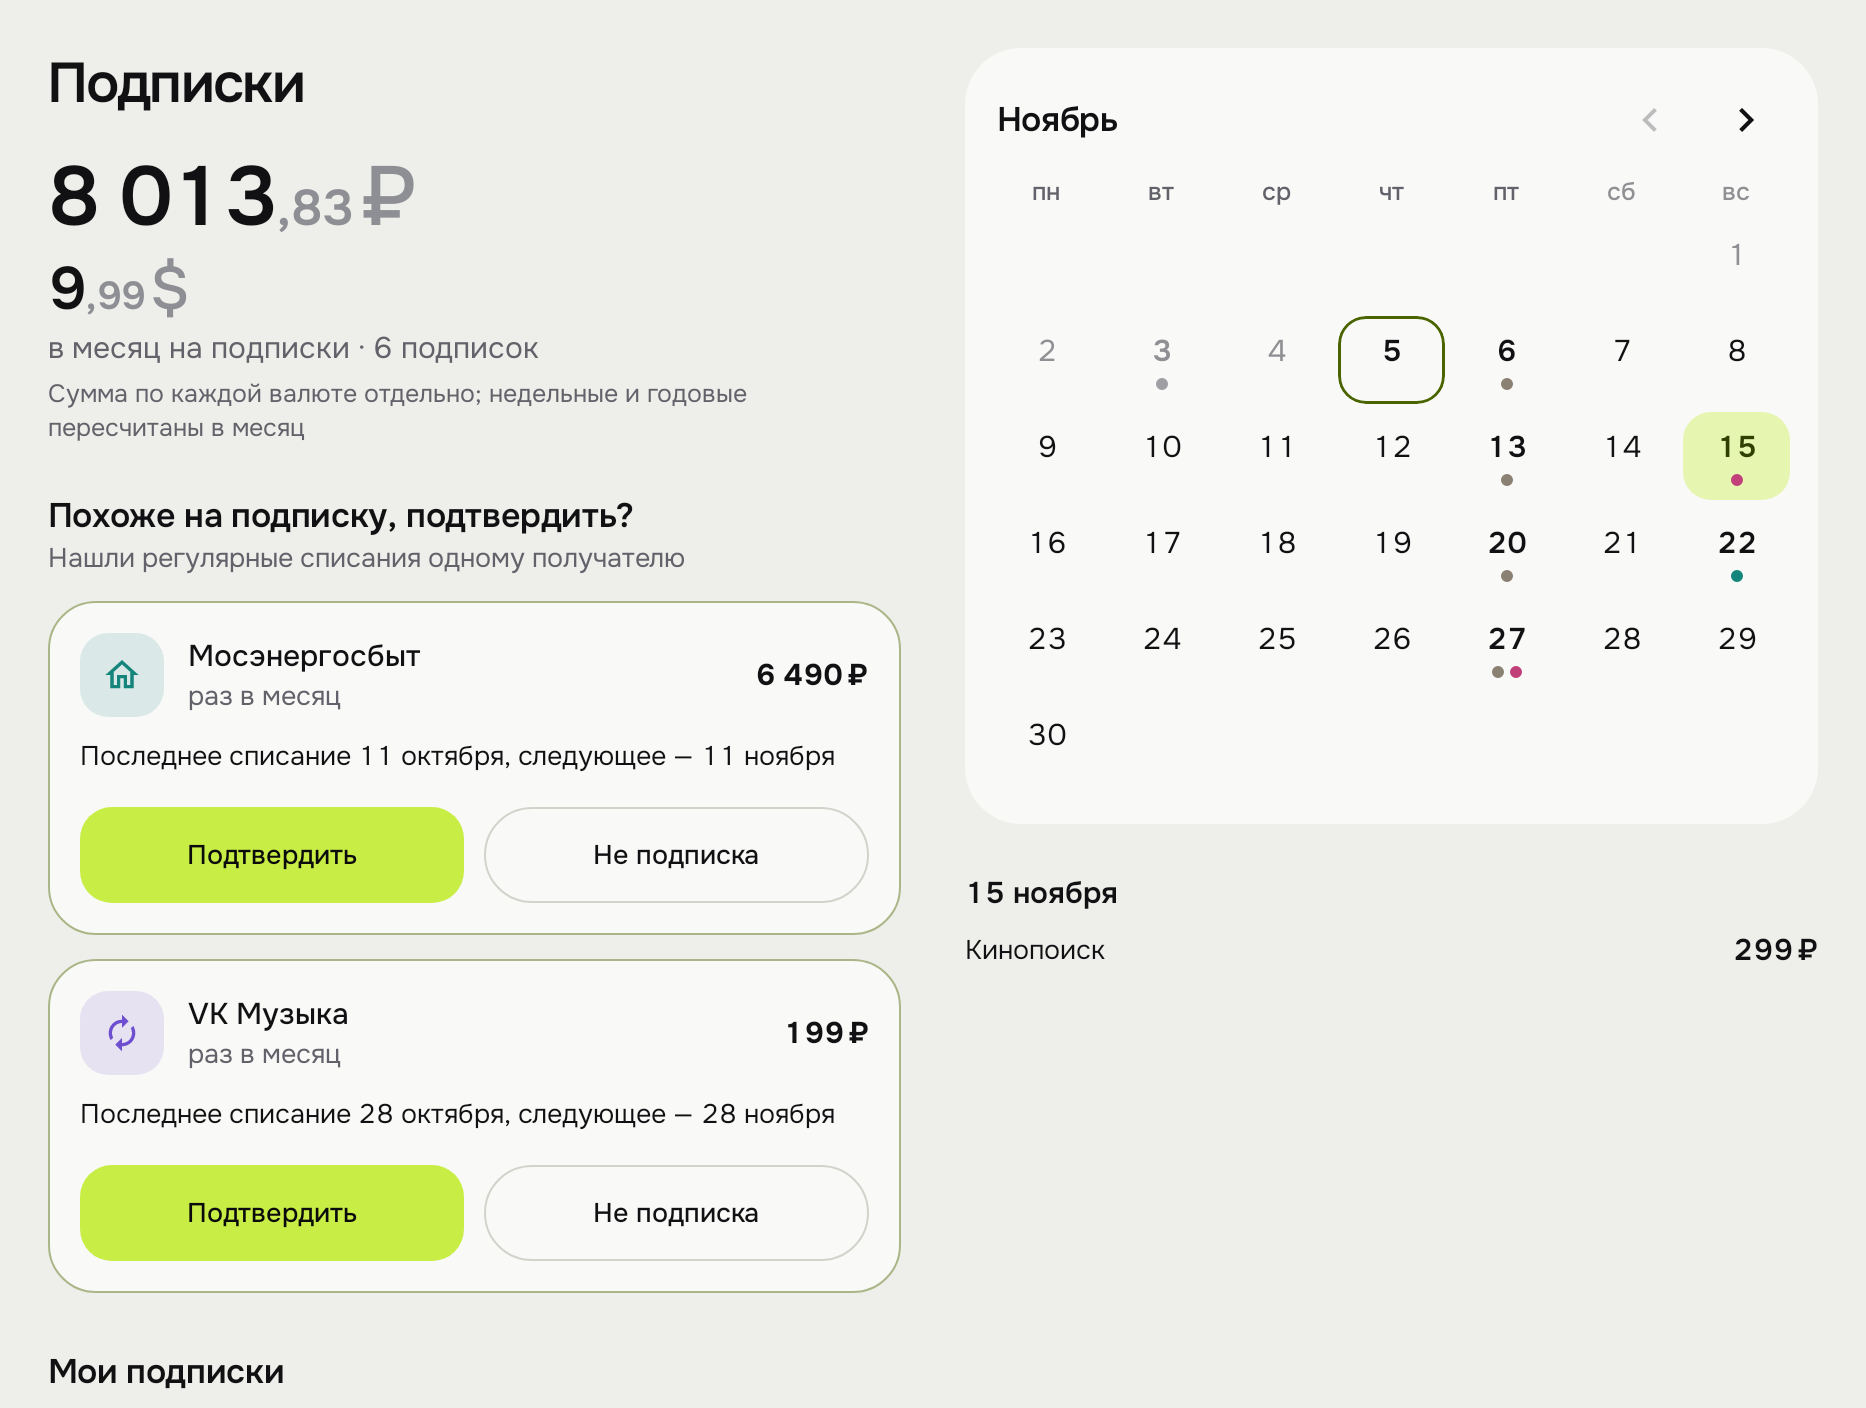 Подписки
8 013,83 ₽
9,99 $
в месяц на подписки · 6 подписок
Сумма по каждой валюте отдельно; недельные и годовые
пересчитаны в месяц
Похоже на подписку, подтвердить?
Нашли регулярные списания одному получателю
Мосэнергосбыт
раз в месяц
6 490 ₽
Последнее списание 11 октября, следующее — 11 ноября
Подтвердить Не подписка
VK Музыка
раз в месяц
199 ₽
Последнее списание 28 октября, следующее — 28 ноября
Подтвердить Не подписка
Мои подписки
Ноябрь
пн вт ср чт пт сб вс
1
2 3 4 5 6 7 8
9 10 11 12 13 14 15
16 17 18 19 20 21 22
23 24 25 26 27 28 29
30
15 ноября
Кинопоиск 299 ₽